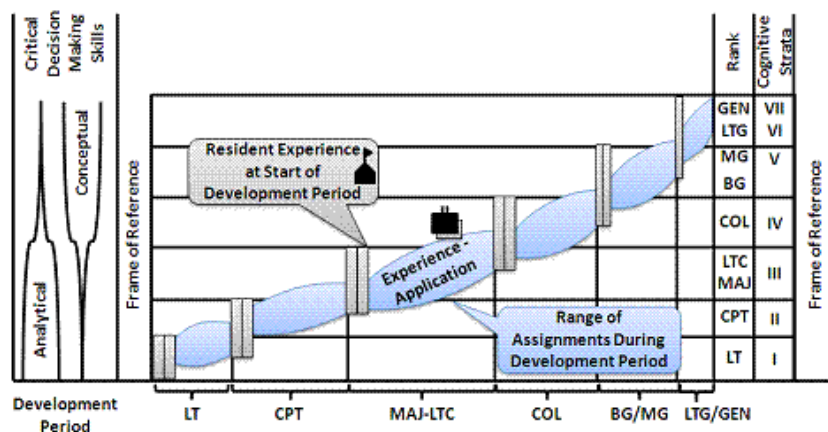 Critical
Decision
Making
Skills
Analytical
Conceptual
Frame of Reference
Resident Experience
at Start of
Development Period
Experience -
Application
Range of
Assignments During
Development Period
Rank
Cognitive
Strata
GEN VII
LTG VI
MG V
BG
COL IV
LTC
MAJ III
CPT II
LT I
Frame of Reference
Development
Period
LT CPT MAJ-LTC COL BG/MG LTG/GEN